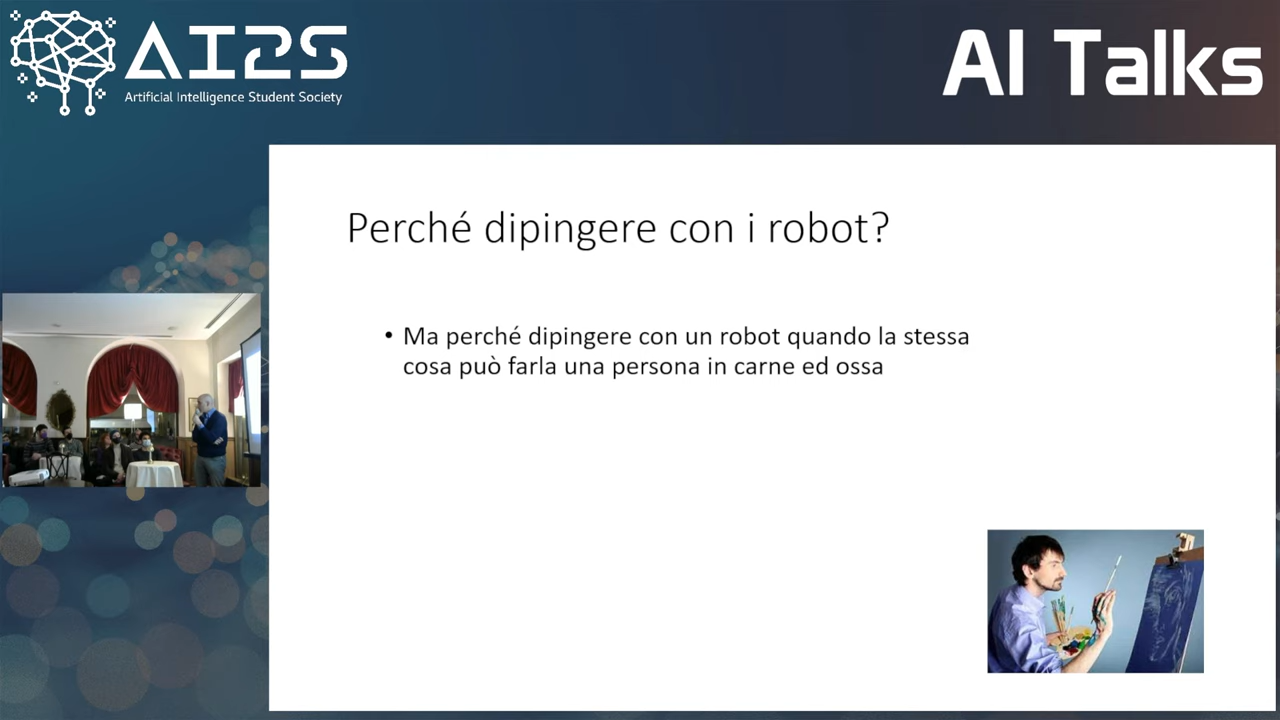 AI2S
Artificial Intelligence Student Society
AI Talks
Perché dipingere con i robot?
• Ma perché dipingere con un robot quando la stessa
cosa può farla una persona in carne ed ossa